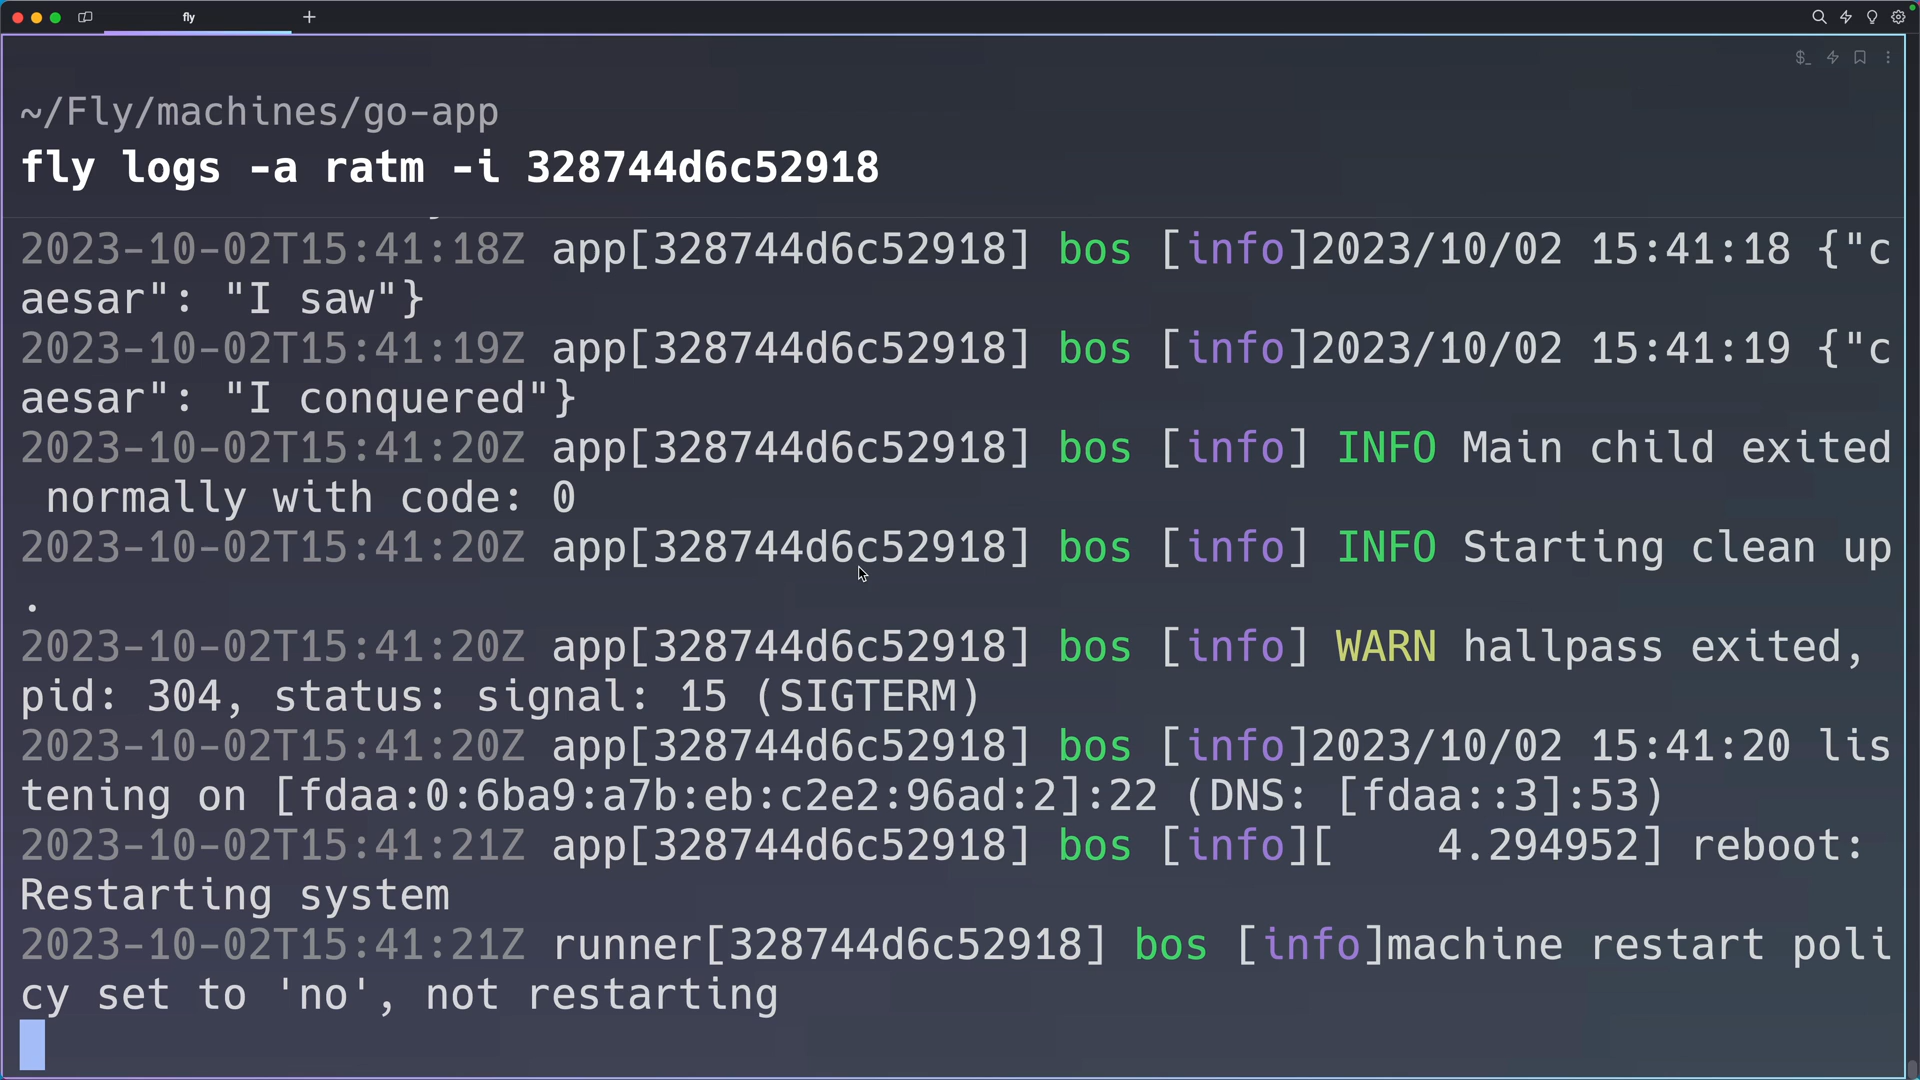 fly
~/Fly/machines/go-app
fly logs -a ratm -i 328744d6c52918
2023-10-02T15:41:18Z app[328744d6c52918] bos [info]2023/10/02 15:41:18 {"c
aesar": "I saw"}
2023-10-02T15:41:19Z app[328744d6c52918] bos [info]2023/10/02 15:41:19 {"c
aesar": "I conquered"}
2023-10-02T15:41:20Z app[328744d6c52918] bos [info] INFO Main child exited
 normally with code: 0
2023-10-02T15:41:20Z app[328744d6c52918] bos [info] INFO Starting clean up
.
2023-10-02T15:41:20Z app[328744d6c52918] bos [info] WARN hallpass exited,
pid: 304, status: signal: 15 (SIGTERM)
2023-10-02T15:41:20Z app[328744d6c52918] bos [info]2023/10/02 15:41:20 lis
tening on [fdaa:0:6ba9:a7b:eb:c2e2:96ad:2]:22 (DNS: [fdaa::3]:53)
2023-10-02T15:41:21Z app[328744d6c52918] bos [info][    4.294952] reboot:
Restarting system
2023-10-02T15:41:21Z runner[328744d6c52918] bos [info]machine restart poli
cy set to 'no', not restarting